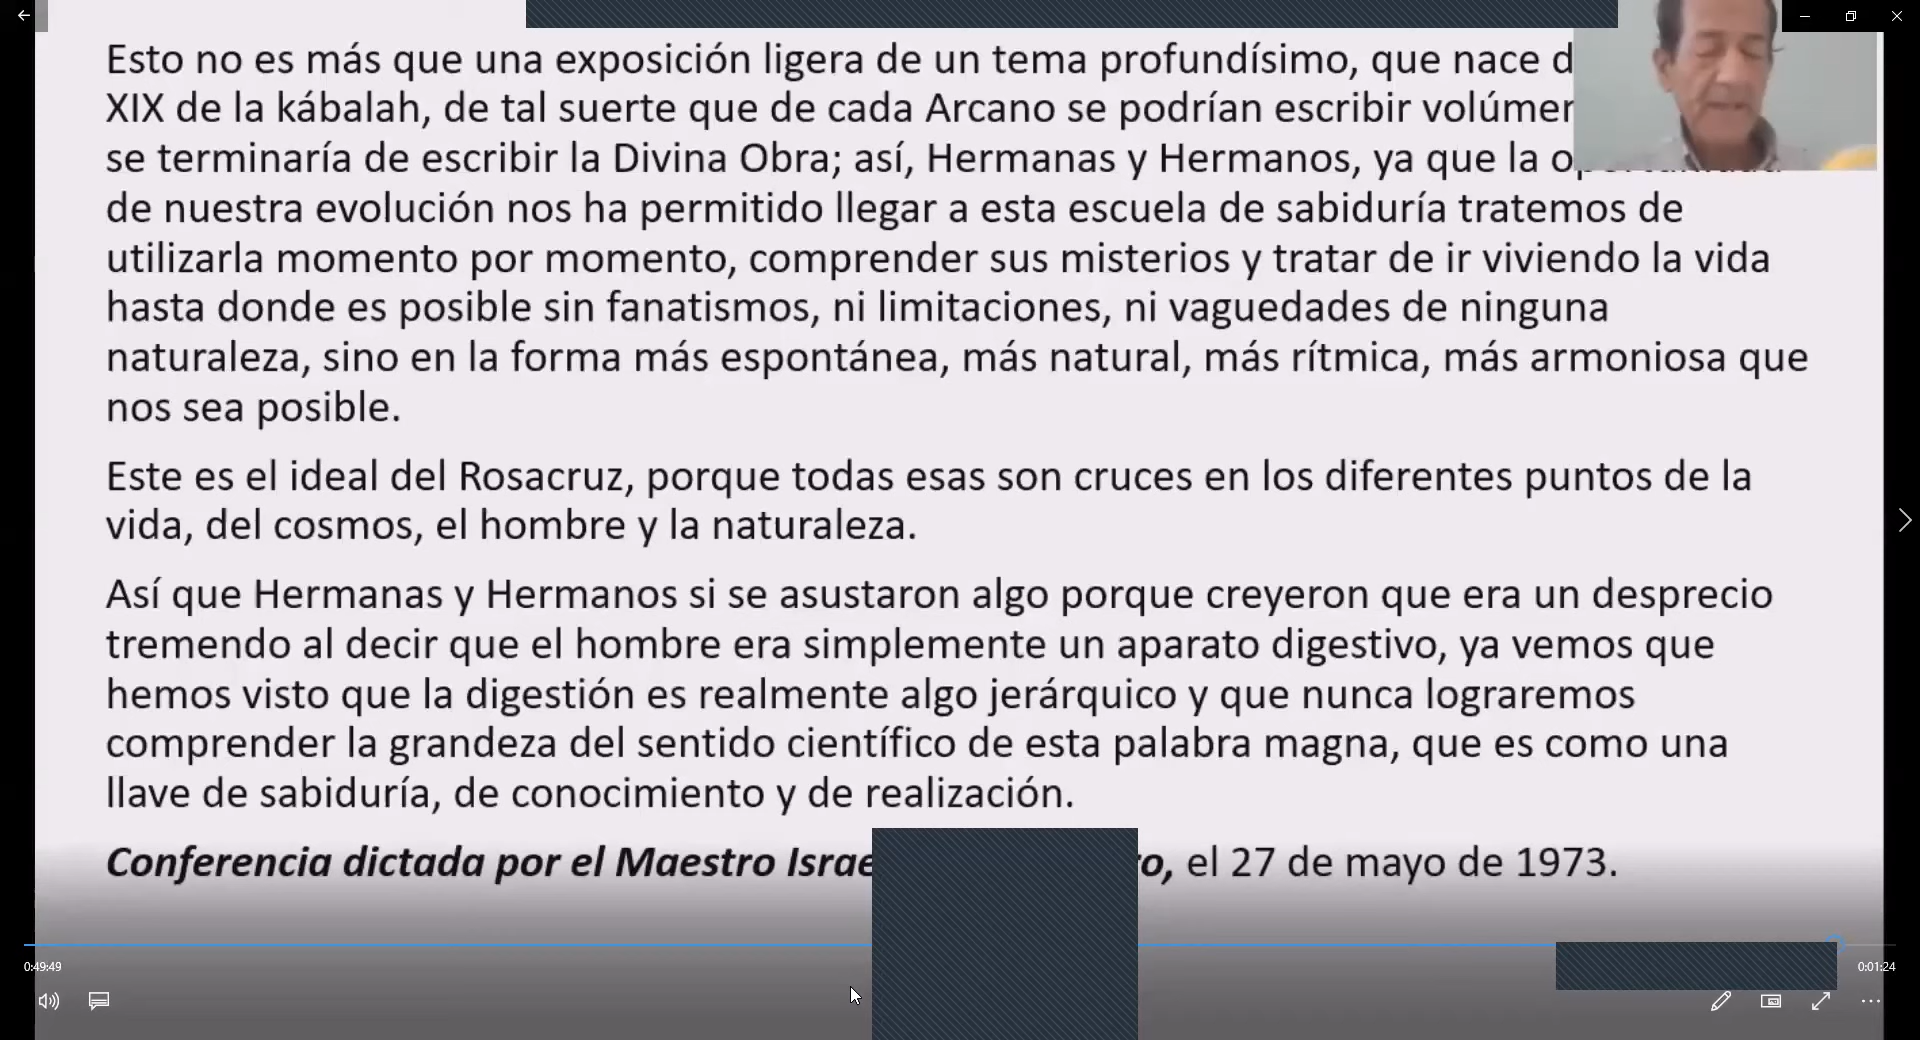 Esto no es más que una exposición ligera de un tema profundísimo, que nace
XIX de la kábalah, de tal suerte que de cada Arcano se podrían escribir
se terminaría de escribir la Divina Obra; así, Hermanas y Hermanos, ya que la
de nuestra evolución nos ha permitido llegar a esta escuela de sabiduría tratemos de
utilizarla momento por momento, comprender sus misterios y tratar de ir viviendo la vida
hasta donde es posible sin fanatismos, ni limitaciones, ni vaguedades de ninguna
naturaleza, sino en la forma más espontánea, más natural, más rítmica, más armoniosa que
nos sea posible.
Este es el ideal del Rosacruz, porque todas esas son cruces en los diferentes puntos de la
vida, del cosmos, el hombre y la naturaleza.
Así que Hermanas y Hermanos si se asustaron algo porque creyeron que era un desprecio
tremendo al decir que el hombre era simplemente un aparato digestivo, ya vemos que
hemos visto que la digestión es realmente algo jerárquico y que nunca lograremos
comprender la grandeza del sentido científico de esta palabra magna, que es como una
llave de sabiduría, de conocimiento y de realización.
Conferencia dictada por el Maestro el 27 de mayo de 1973.
0:49:49
0:01:24